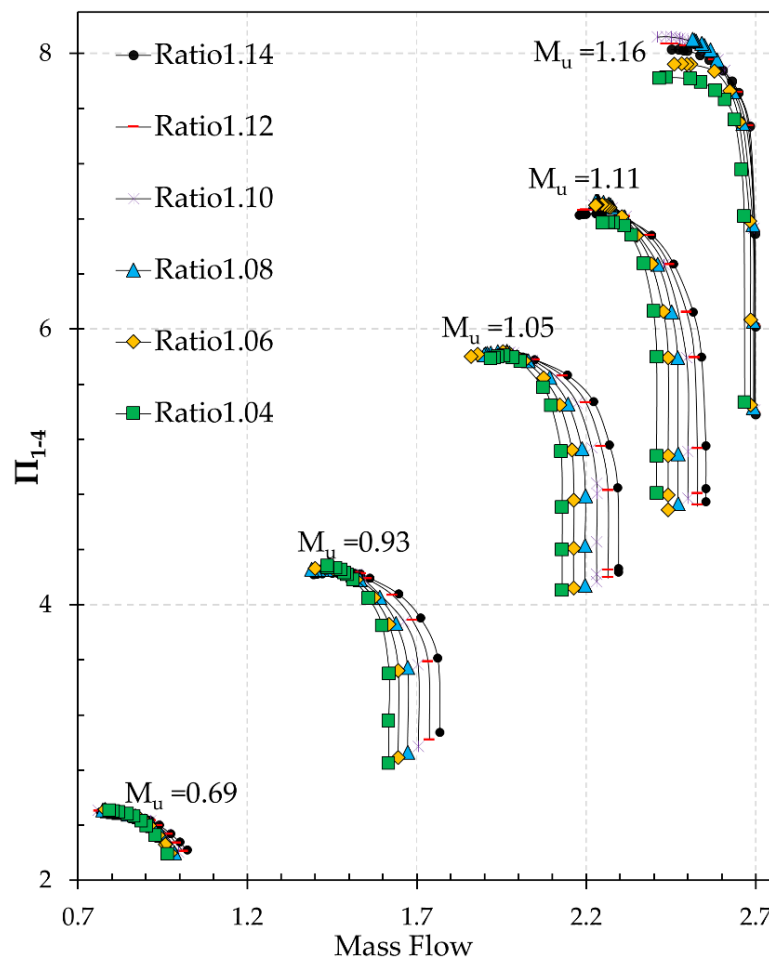 8
M_u =1.16
Ratio1.14
Ratio1.12
Ratio1.10
M_u =1.11
Ratio1.08
6
M_u =1.05
Ratio1.06
Ratio1.04
Π_1-4
M_u =0.93
4
M_u =0.69
2
0.7 1.2 1.7 2.2 2.7
Mass Flow